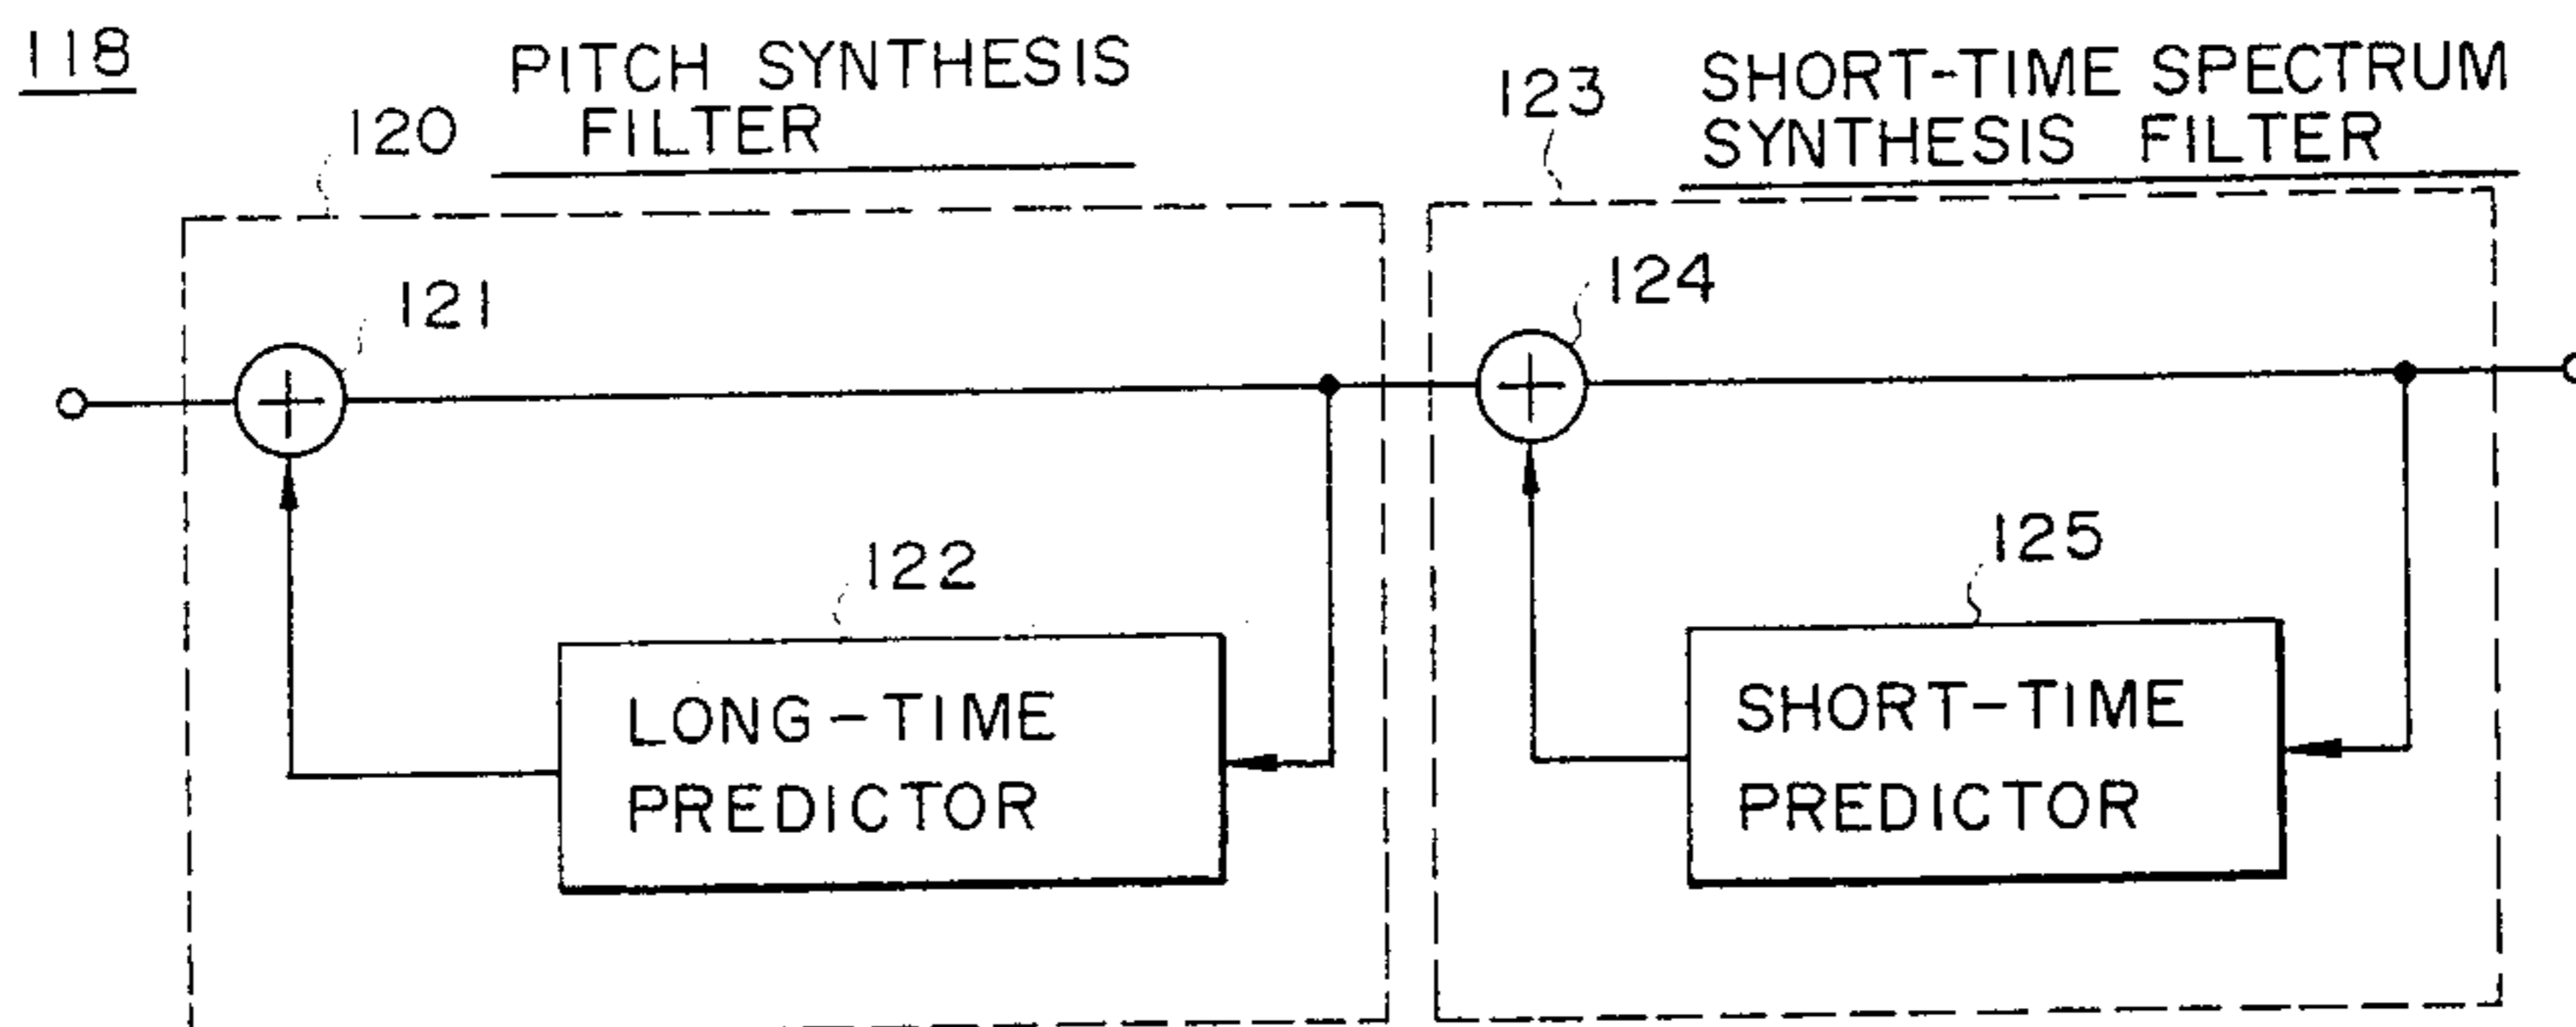 118
PITCH SYNTHESIS
FILTER
120
123
SHORT-TIME SPECTRUM
SYNTHESIS FILTER
121
124
122
125
LONG-TIME
PREDICTOR
SHORT-TIME
PREDICTOR